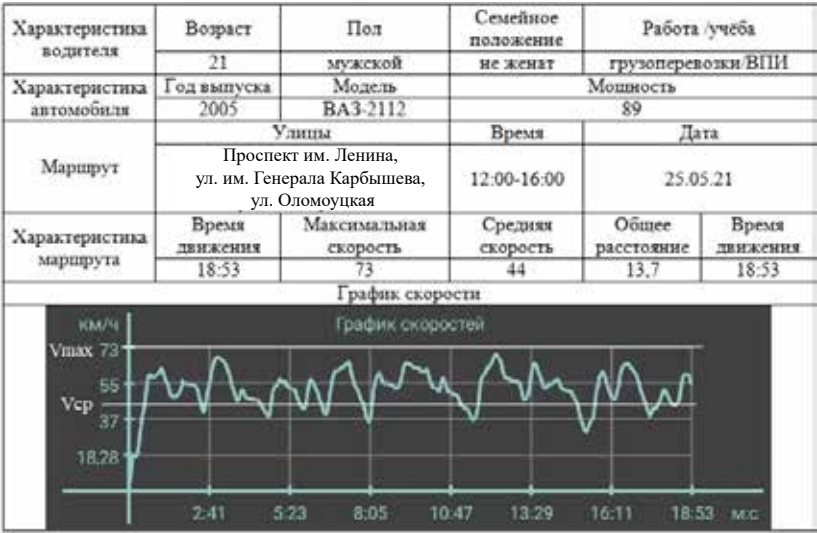 Характеристика водителя
Возраст
Пол
Семейное положение
Работа /учёба
21
мужской
не женат
грузоперевозки/ВПИ
Характеристика автомобиля
Год выпуска
Модель
Мощность
2005
ВАЗ-2112
89
Маршрут
Улицы
Время
Дата
Проспект им. Ленина,
ул. им. Генерала Карбышева,
ул. Оломоуцкая
12:00-16:00
25.05.21
Характеристика маршрута
Время движения
Максимальная скорость
Средняя скорость
Общее расстояние
Время движения
18:53
73
44
13,7
18:53
График скорости
км/ч
График скоростей
Vmax 73
55
Vср
37
18,28
2:41 5:23 8:05 10:47 13:29 16:11 18:53 м:с